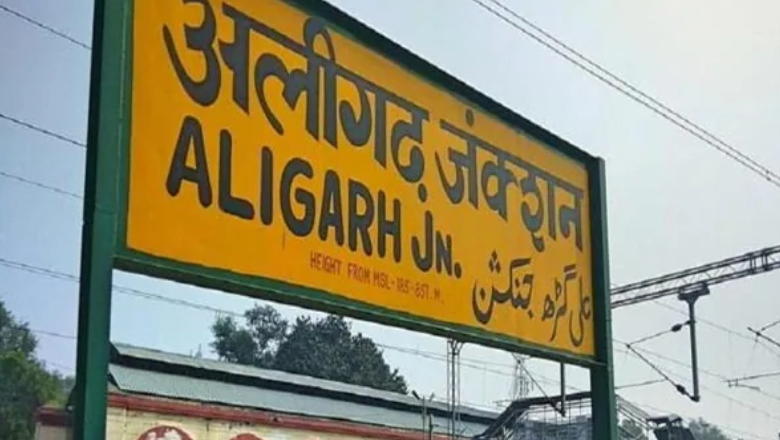 अलीगढ़ जंक्शन
ALIGARH JN.
HEIGHT FROM MSL-185-857.M.
علی گڑھ جنکشن